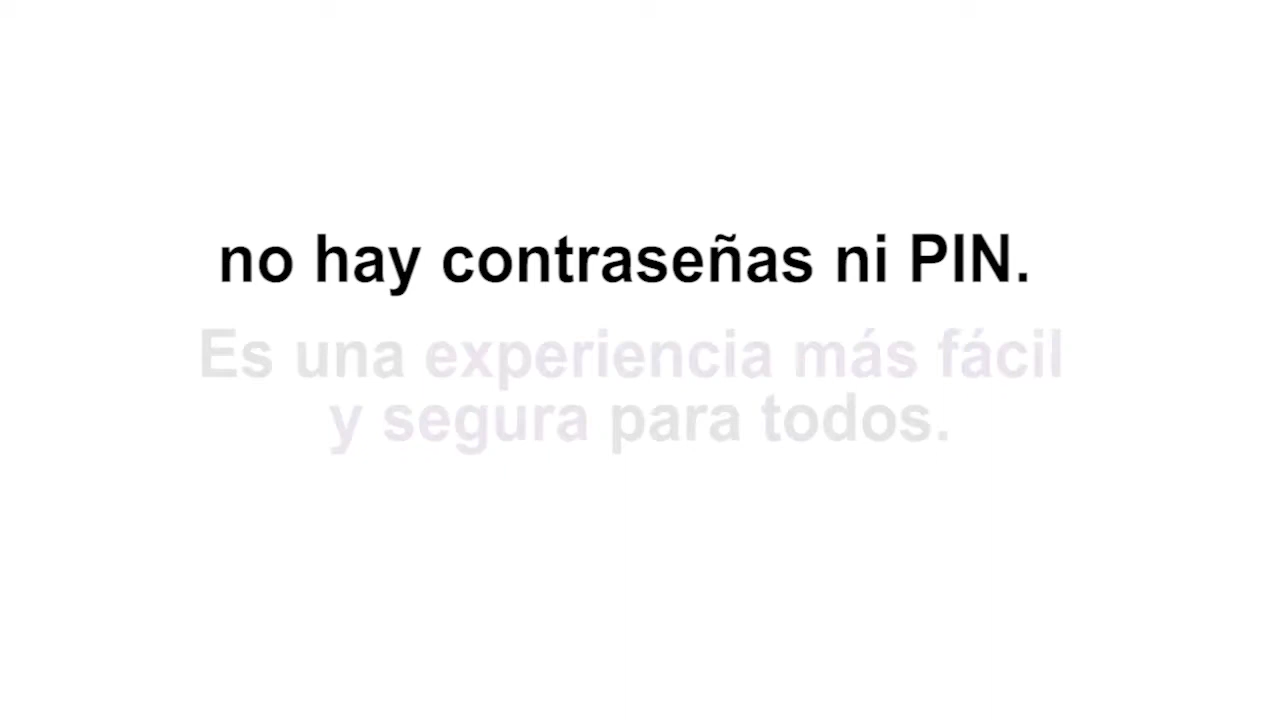 no hay contraseñas ni PIN.
Es una experiencia más fácil
y segura para todos.